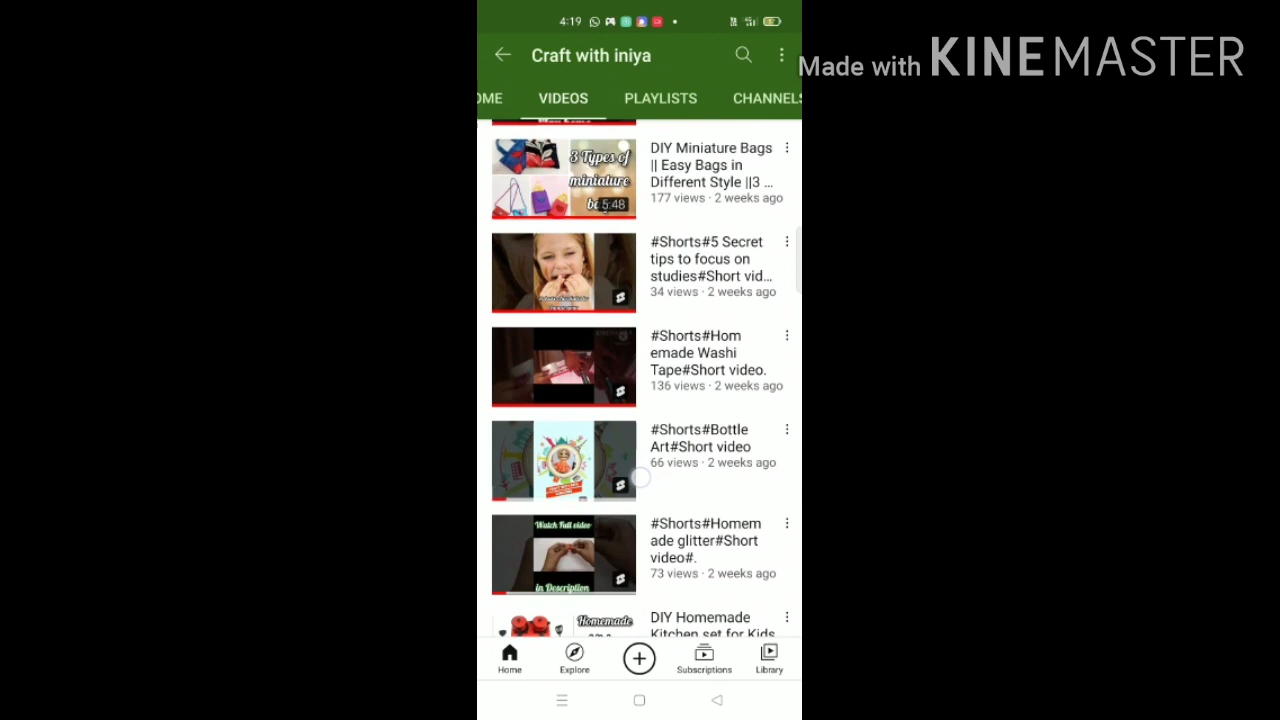 4:19
Craft with iniya
Made with KINEMASTER
OME VIDEOS PLAYLISTS CHANNELS
3 Types of
miniature
5:48
DIY Miniature Bags
|| Easy Bags in
Different Style ||3 ...
177 views · 2 weeks ago
#Shorts#5 Secret
tips to focus on
studies#Short vid...
34 views · 2 weeks ago
#Shorts#Hom
emade Washi
Tape#Short video.
136 views · 2 weeks ago
#Shorts#Bottle
Art#Short video
66 views · 2 weeks ago
Watch Full video
in Description
#Shorts#Homem
ade glitter#Short
video#.
73 views · 2 weeks ago
Homemade
DIY Homemade
Kitchen set for Kids
Home Explore Subscriptions Library